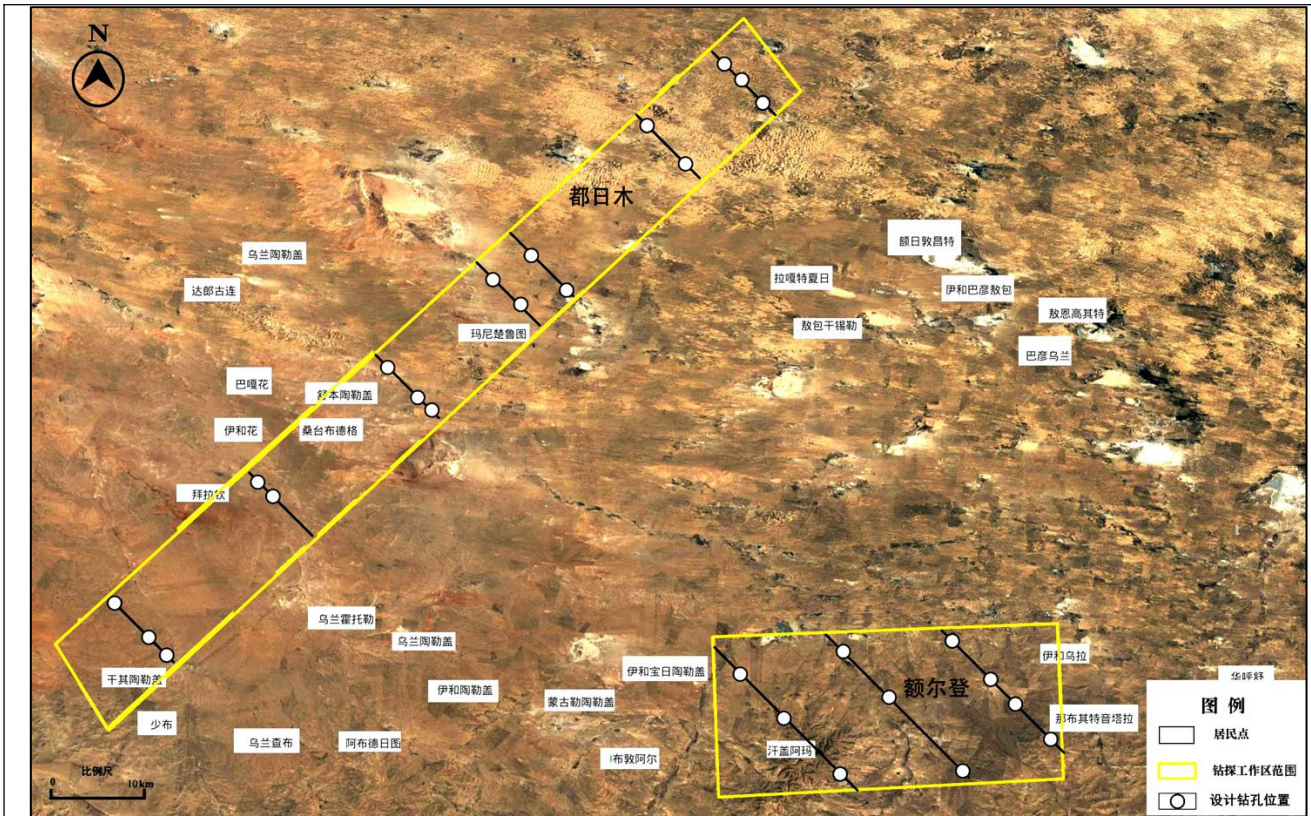 N
都日木
额日敦昌特
乌兰陶勒盖
拉嘎特夏日
达郎古连
伊和巴彦敖包
敖恩高其特
敖包干锡勒
玛尼楚鲁图
巴彦乌兰
巴嘎花
舒本陶勒盖
伊和花
桑台布德格
拜拉钦
乌兰霍托勒
乌兰陶勒盖
伊和乌拉
伊和宝日陶勒盖
干其陶勒盖
华呼舒
额尔登
伊和陶勒盖
蒙古勒陶勒盖
图 例
少布
那布其特音塔拉
居民点
乌兰查布
阿布德日图
汗盖阿玛
布敦阿尔
钻探工作区范围
比例尺
0
10km
设计钻孔位置